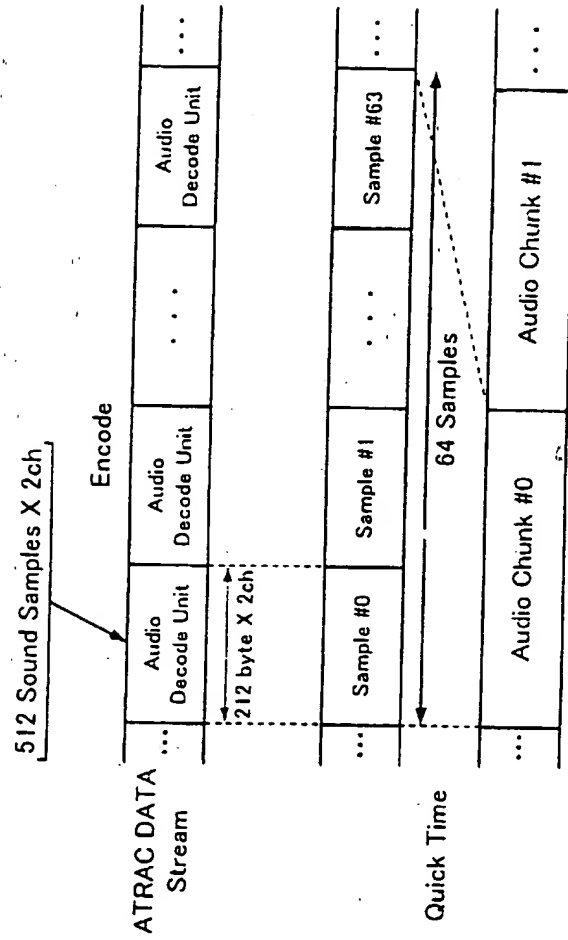 512 Sound Samples X 2ch
Encode
ATRAC DATA
Stream
...
Audio
Decode Unit
Audio
Decode Unit
...
Audio
Decode Unit
...
212 byte X 2ch
Quick Time
...
Sample #0
Sample #1
...
Sample #63
...
64 Samples
...
Audio Chunk #0
Audio Chunk #1
...